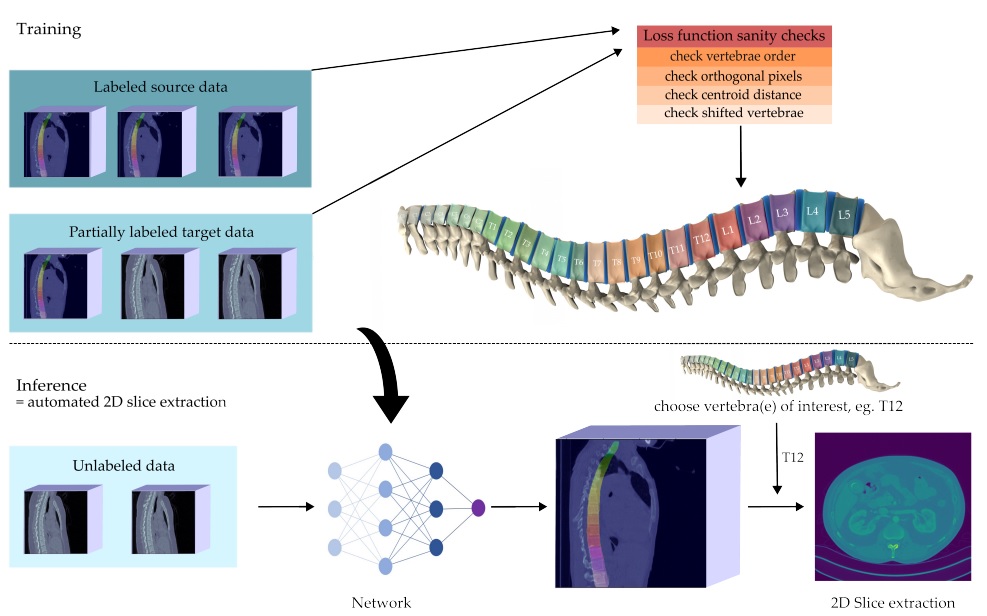 Training
Loss function sanity checks
check vertebrae order
check orthogonal pixels
check centroid distance
check shifted vertebrae
Labeled source data
Partially labeled target data
T1 T2 T3 T4 T5 T6 T7 T8 T9 T10 T11 T12 L1 L2 L3 L4 L5
Inference
= automated 2D slice extraction
choose vertebra(e) of interest, eg. T12
Unlabeled data
T12
Network
2D Slice extraction